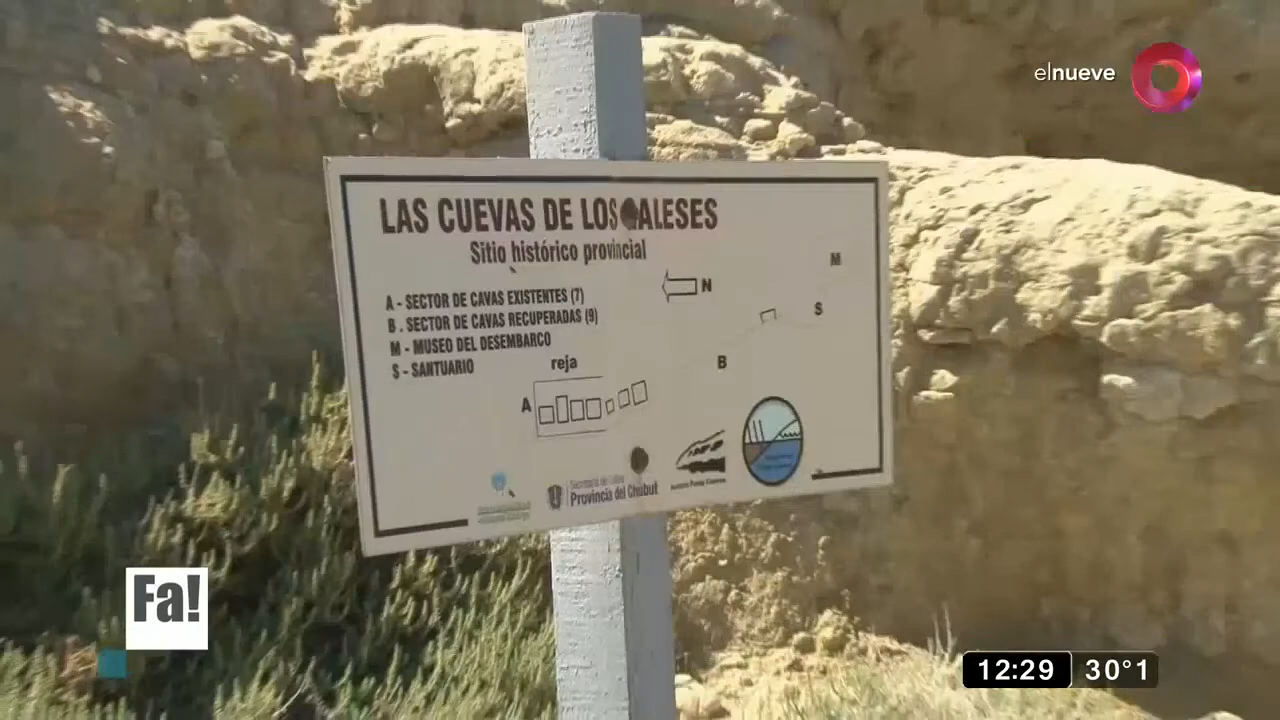 elnueve
LAS CUEVAS DE LOS ALESES
Sitio histórico provincial
N
M
A - SECTOR DE CAVAS EXISTENTES (7)
B . SECTOR DE CAVAS RECUPERADAS (9)
M - MUSEO DEL DESEMBARCO
S - SANTUARIO
S
reja
B
A
Provincia del Chubut
Fa!
12:29 30°1